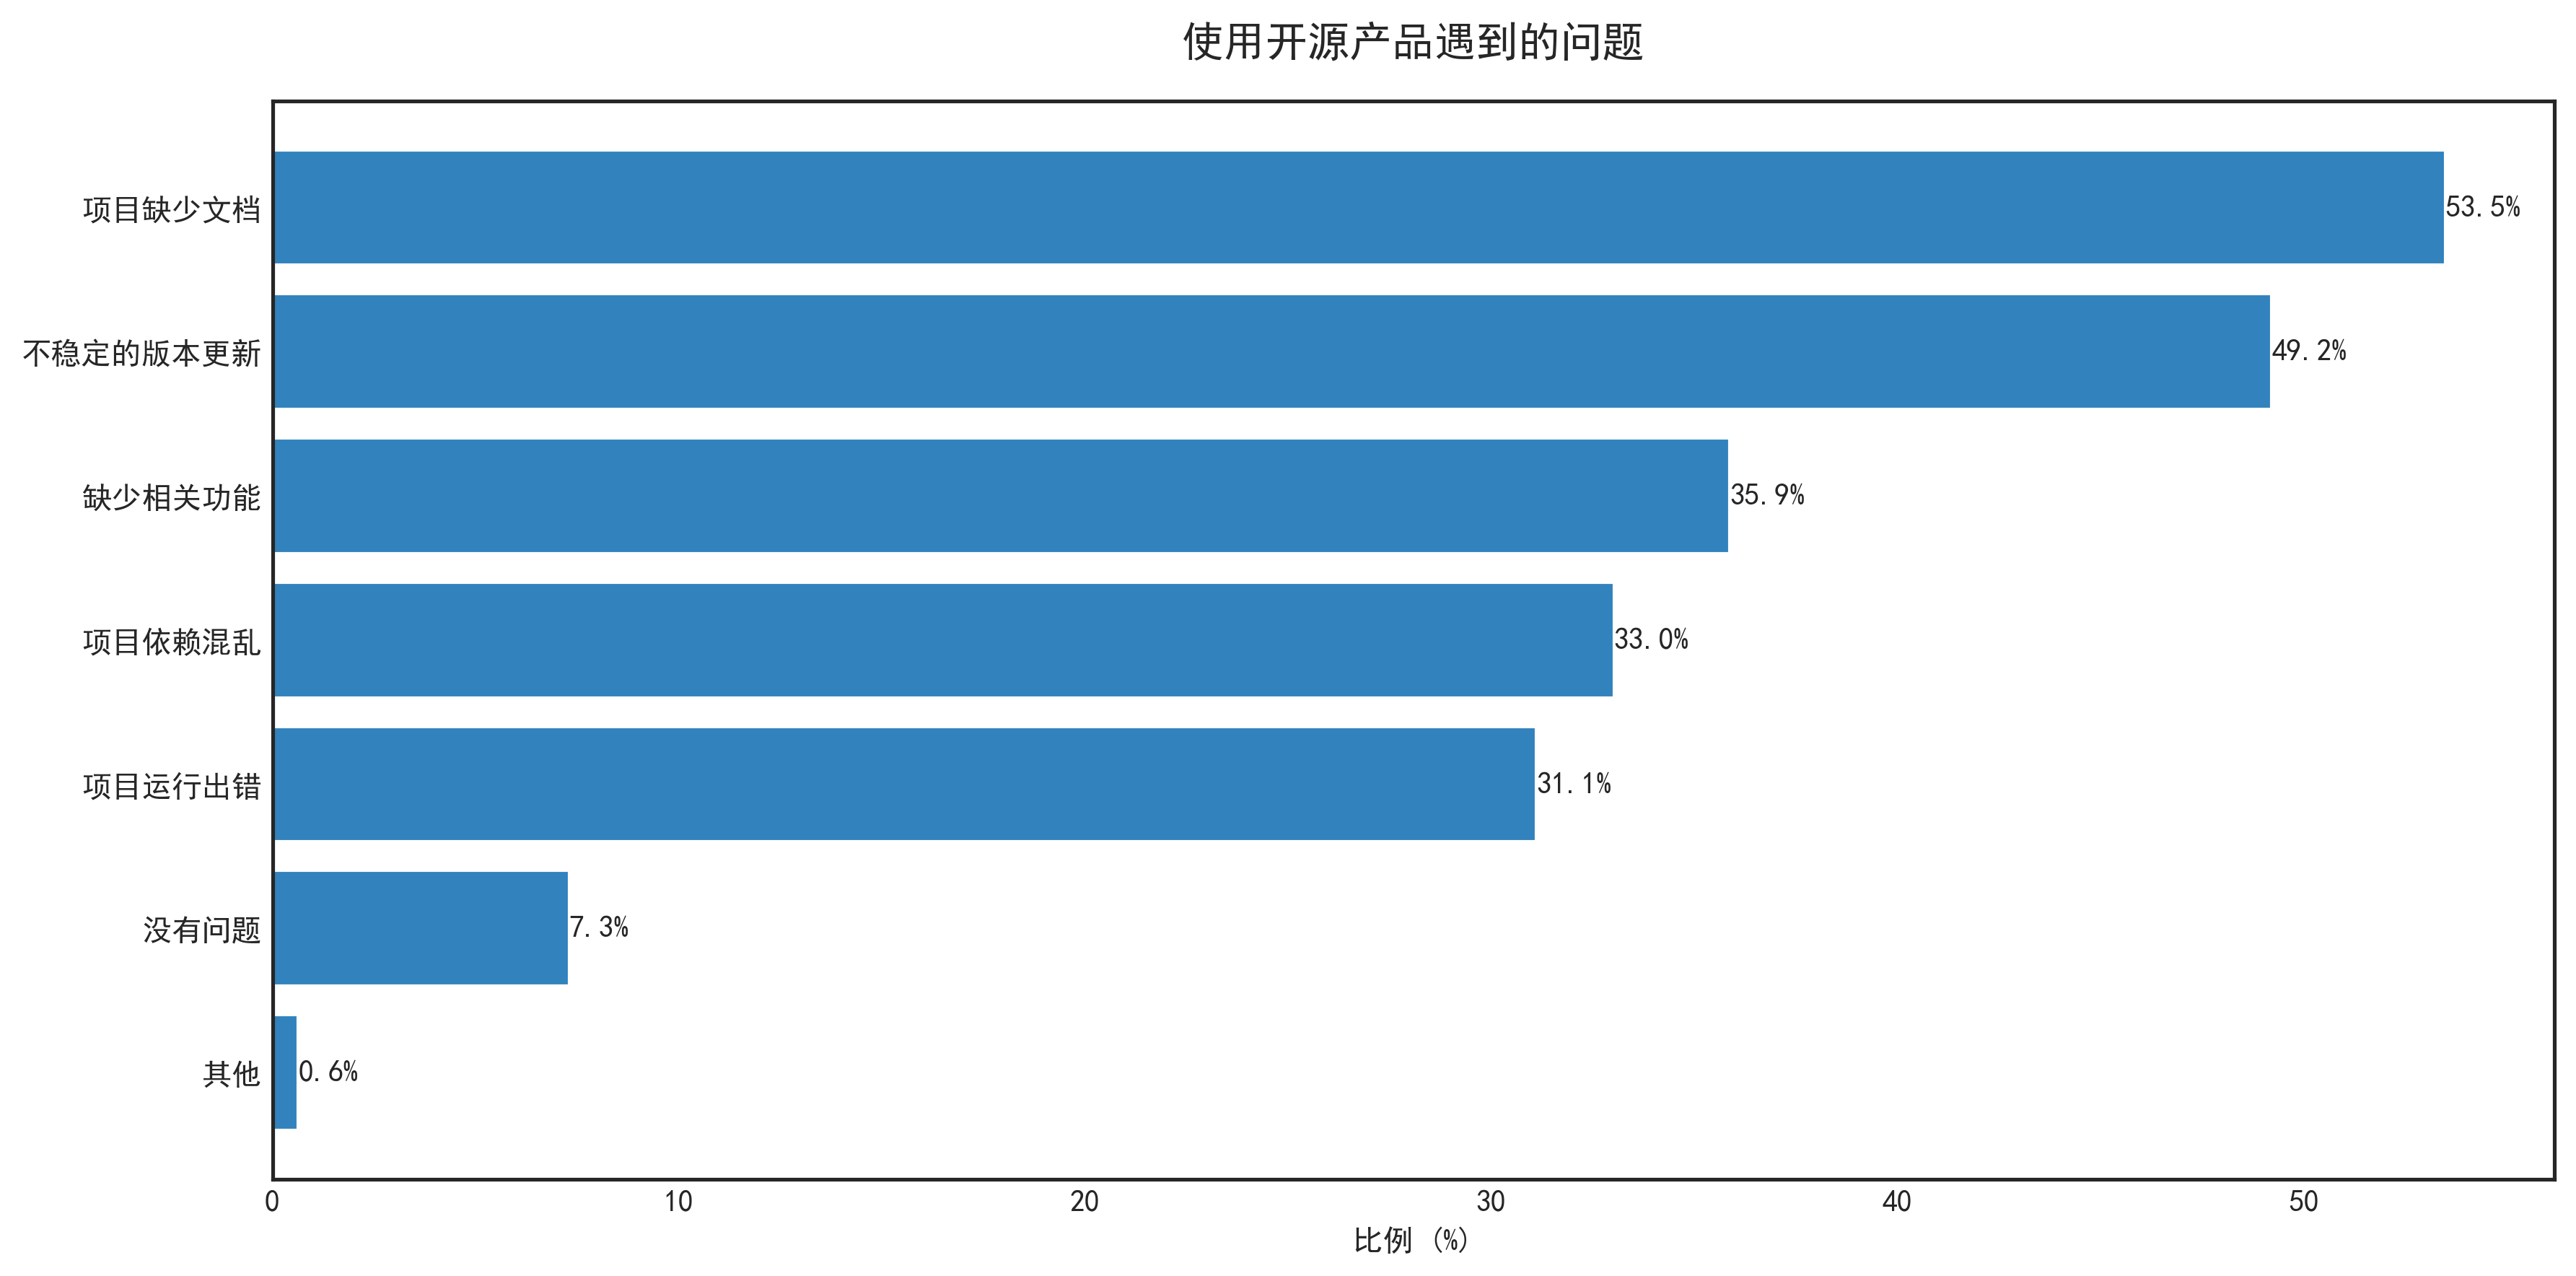 使用开源产品遇到的问题
项目缺少文档
53.5%
不稳定的版本更新
49.2%
缺少相关功能
35.9%
项目依赖混乱
33.0%
项目运行出错
31.1%
没有问题
7.3%
其他
0.6%
0 10 20 30 40 50
比例 (%)